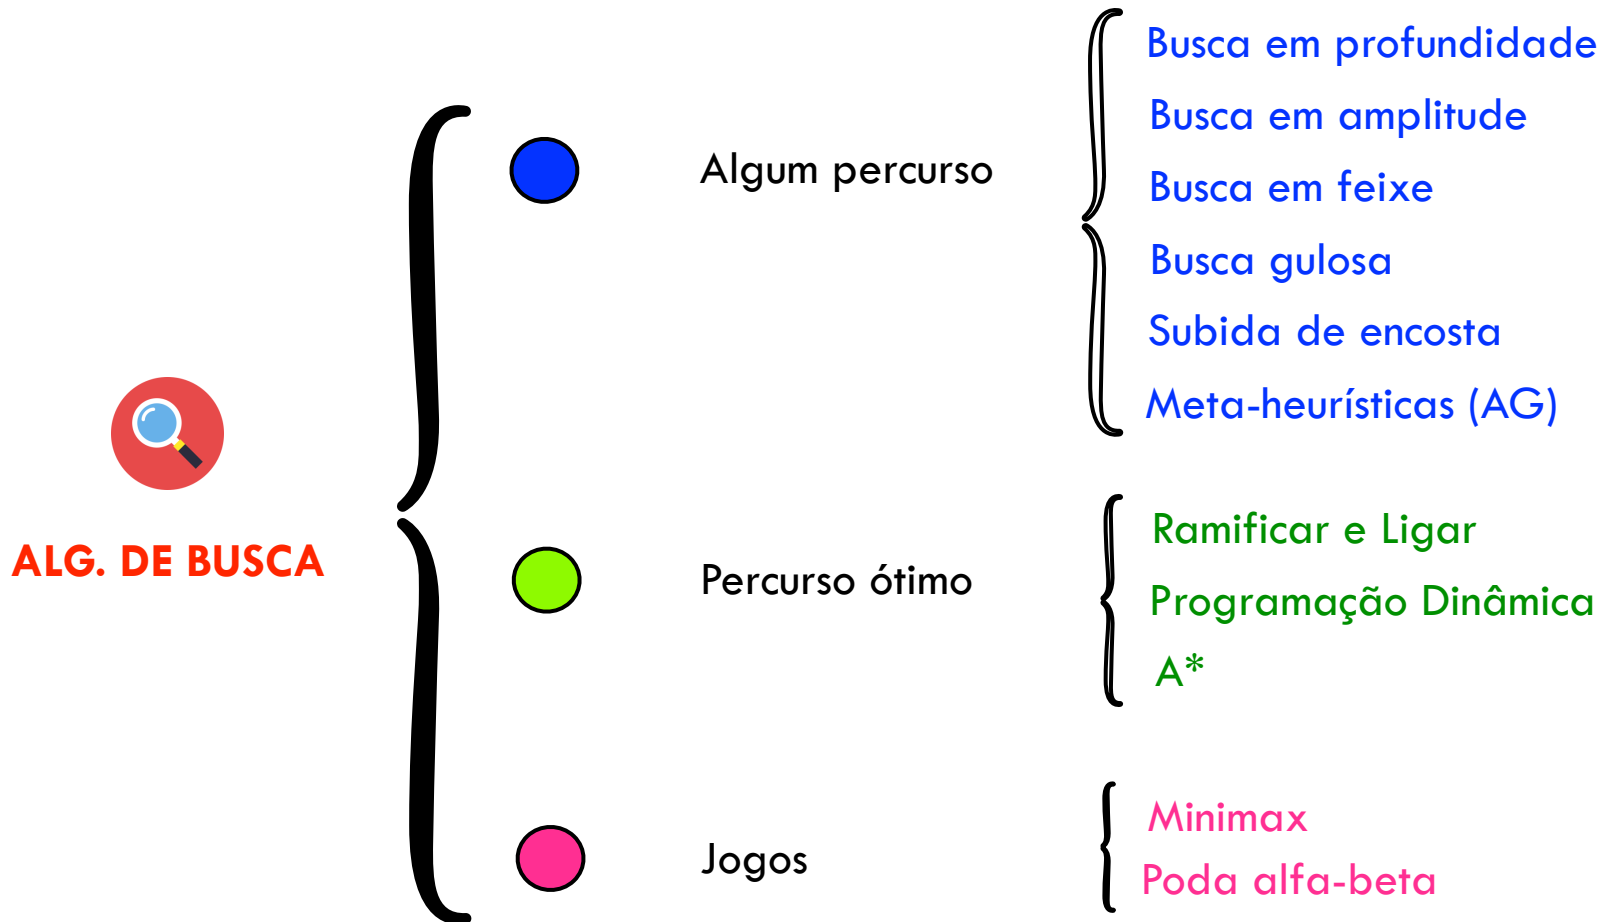 ALG. DE BUSCA
Algum percurso
Busca em profundidade
Busca em amplitude
Busca em feixe
Busca gulosa
Subida de encosta
Meta-heurísticas (AG)
Percurso ótimo
Ramificar e Ligar
Programação Dinâmica
A*
Jogos
Minimax
Poda alfa-beta